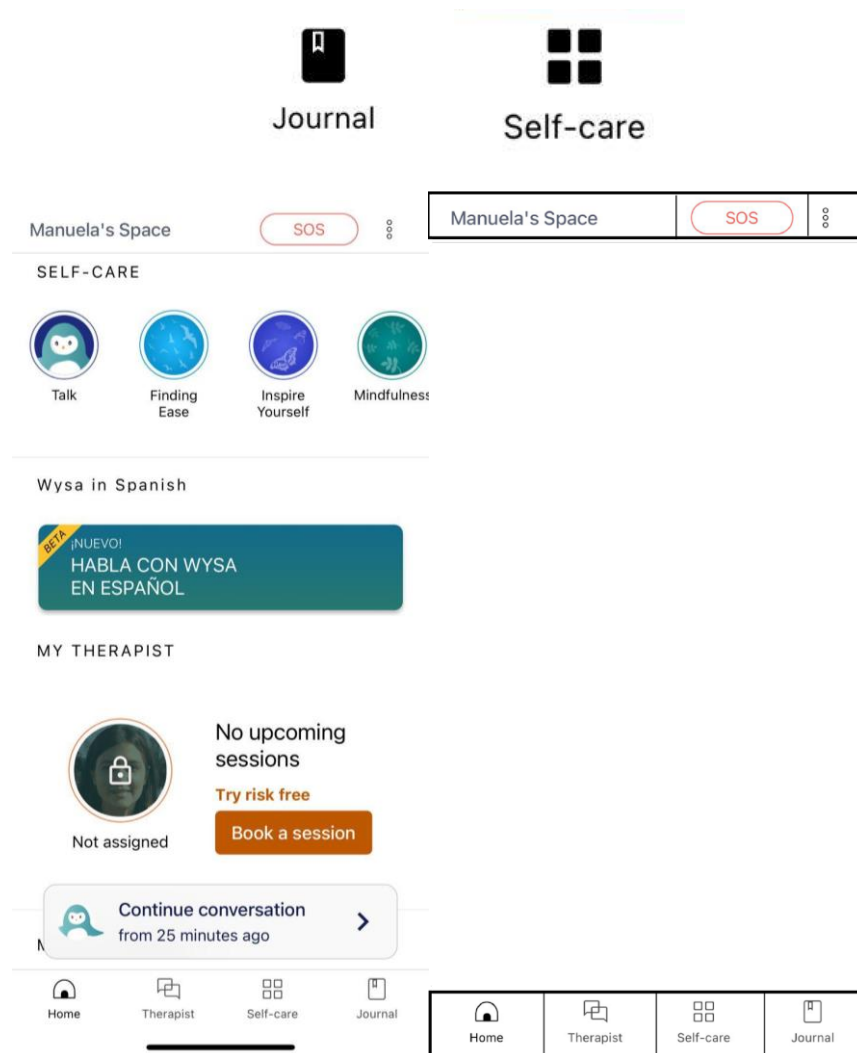 Journal
Self-care
Manuela's Space
SOS
SELF-CARE
Talk
Finding
Ease
Inspire
Yourself
Mindfulness
Wysa in Spanish
BETA
¡NUEVO!
HABLA CON WYSA
EN ESPAÑOL
MY THERAPIST
No upcoming
sessions
Try risk free
Book a session
Not assigned
Continue conversation
from 25 minutes ago
Home
Therapist
Self-care
Journal
Manuela's Space
SOS
Home
Therapist
Self-care
Journal